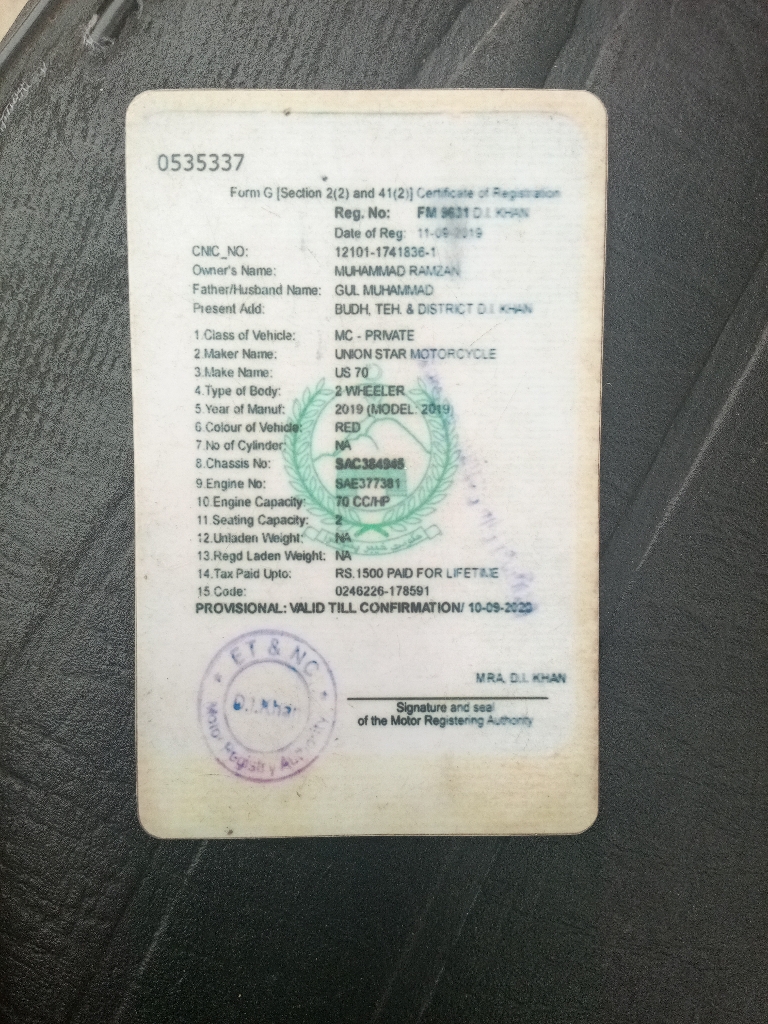 0535337
Form G [Section 2(2) and 41(2)] Certificate of Registration
Reg. No: FM 9631 D.I. KHAN
Date of Reg: 11-09-2019
CNIC_NO: 12101-1741836-1
Owner's Name: MUHAMMAD RAMZAN
Father/Husband Name: GUL MUHAMMAD
Present Add: BUDH, TEH. & DISTRICT D.I. KHAN
1.Class of Vehicle: MC - PRIVATE
2.Maker Name: UNION STAR MOTORCYCLE
3.Make Name: US 70
4.Type of Body: 2 WHEELER
5.Year of Manuf: 2019 (MODEL: 2019)
6.Colour of Vehicle: RED
7.No of Cylinder: NA
8.Chassis No: SAC384945
9.Engine No: SAE377381
10.Engine Capacity: 70 CC/HP
11.Seating Capacity: 2
12.Unladen Weight: NA
13.Regd Laden Weight: NA
14.Tax Paid Upto: RS.1500 PAID FOR LIFETIME
15.Code: 0246226-178591
PROVISIONAL: VALID TILL CONFIRMATION/ 10-09-2020
MRA, D.I. KHAN
Signature and seal
of the Motor Registering Authority
ET & NC
D.I.Khan
Motor Registry Authority